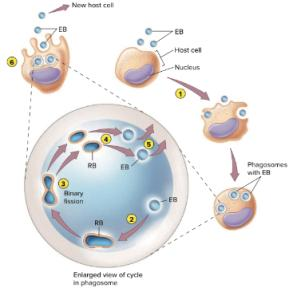 New host cell
EB
EB
Host cell
Nucleus
6
1
4
5
RB
EB
Phagosomes
with EB
3
Binary
fission
EB
2
RB
Enlarged view of cycle
in phagosome